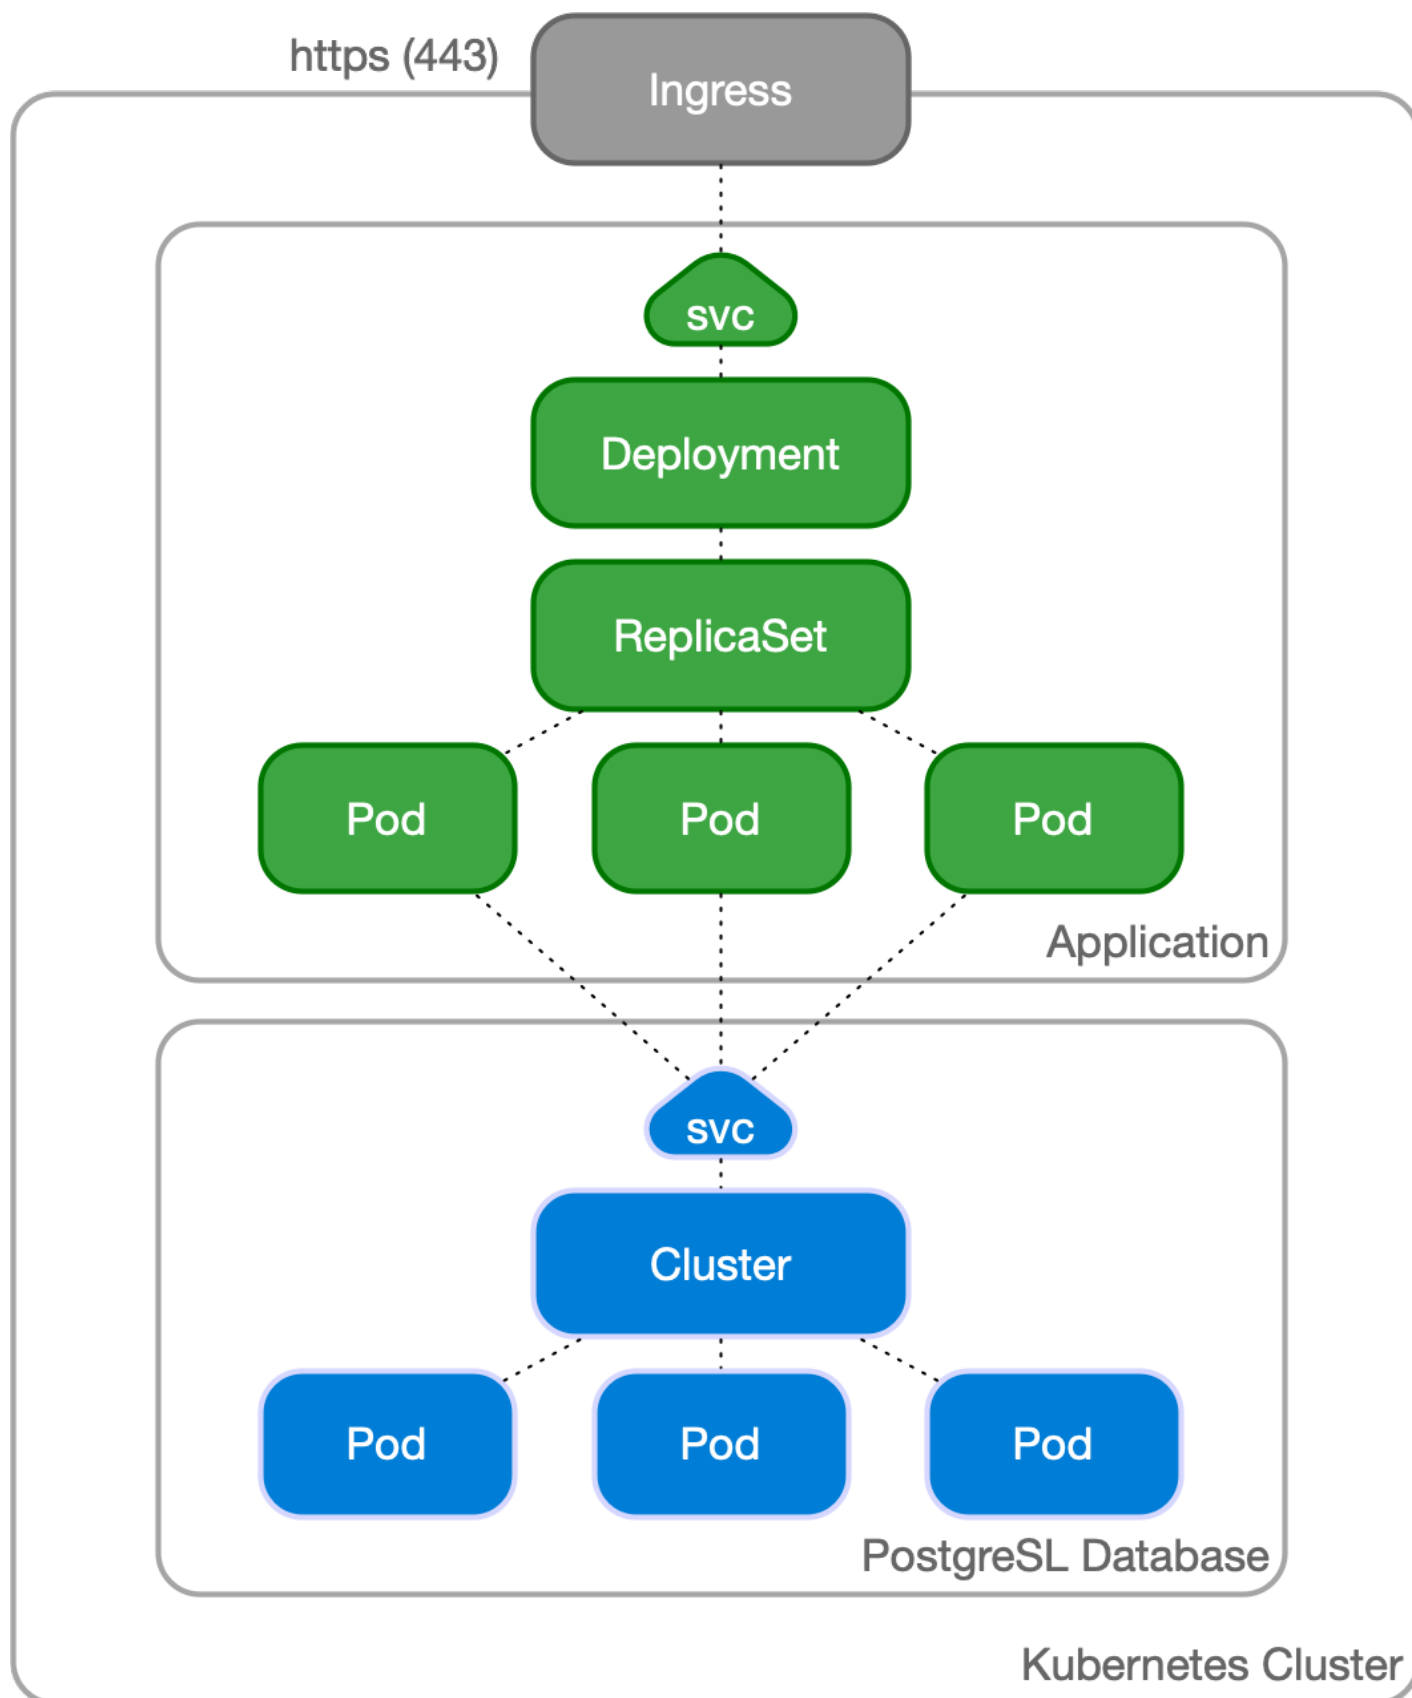 https (443)
Ingress
svc
Deployment
ReplicaSet
Pod
Pod
Pod
Application
svc
Cluster
Pod
Pod
Pod
PostgreSL Database
Kubernetes Cluster